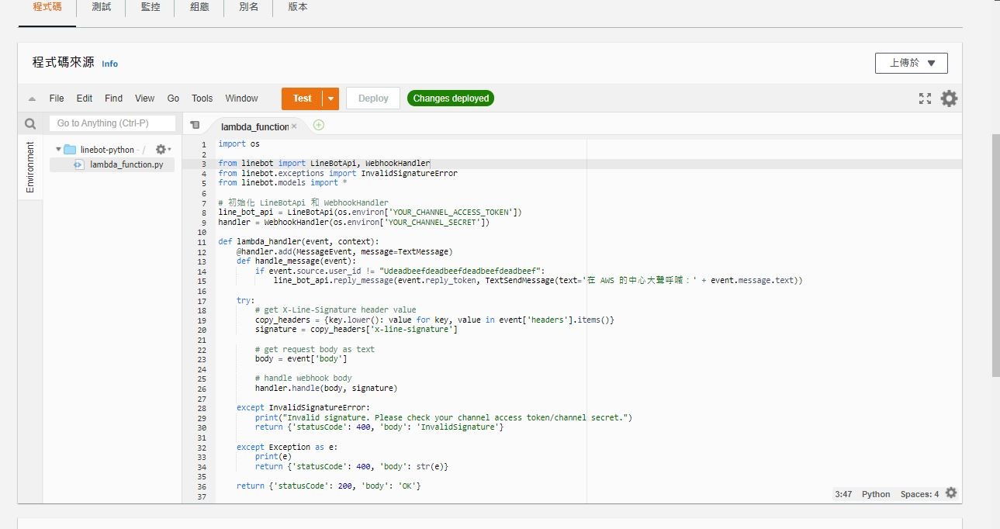 程式碼 測試 監控 組態 別名 版本
程式碼來源 Info 上傳於
File Edit Find View Go Tools Window Test Deploy Changes deployed
Go to Anything (Ctrl-P) lambda_function
Environment
linebot-python - /
lambda_function.py
1 import os
2
3 from linebot import LineBotApi, WebhookHandler
4 from linebot.exceptions import InvalidSignatureError
5 from linebot.models import *
6
7 # 初始化 LineBotApi 和 WebhookHandler
8 line_bot_api = LineBotApi(os.environ['YOUR_CHANNEL_ACCESS_TOKEN'])
9 handler = WebhookHandler(os.environ['YOUR_CHANNEL_SECRET'])
10
11 def lambda_handler(event, context):
12 @handler.add(MessageEvent, message=TextMessage)
13 def handle_message(event):
14 if event.source.user_id != "Udeadbeefdeadbeefdeadbeefdeadbeef":
15 line_bot_api.reply_message(event.reply_token, TextSendMessage(text='在 AWS 的中心大聲呼喊：' + event.message.text))
16
17 try:
18 # get X-Line-Signature header value
19 copy_headers = {key.lower(): value for key, value in event['headers'].items()}
20 signature = copy_headers['x-line-signature']
21
22 # get request body as text
23 body = event['body']
24
25 # handle webhook body
26 handler.handle(body, signature)
27
28 except InvalidSignatureError:
29 print("Invalid signature. Please check your channel access token/channel secret.")
30 return {'statusCode': 400, 'body': 'InvalidSignature'}
31
32 except Exception as e:
33 print(e)
34 return {'statusCode': 400, 'body': str(e)}
35
36 return {'statusCode': 200, 'body': 'OK'}
37
3:47 Python Spaces: 4